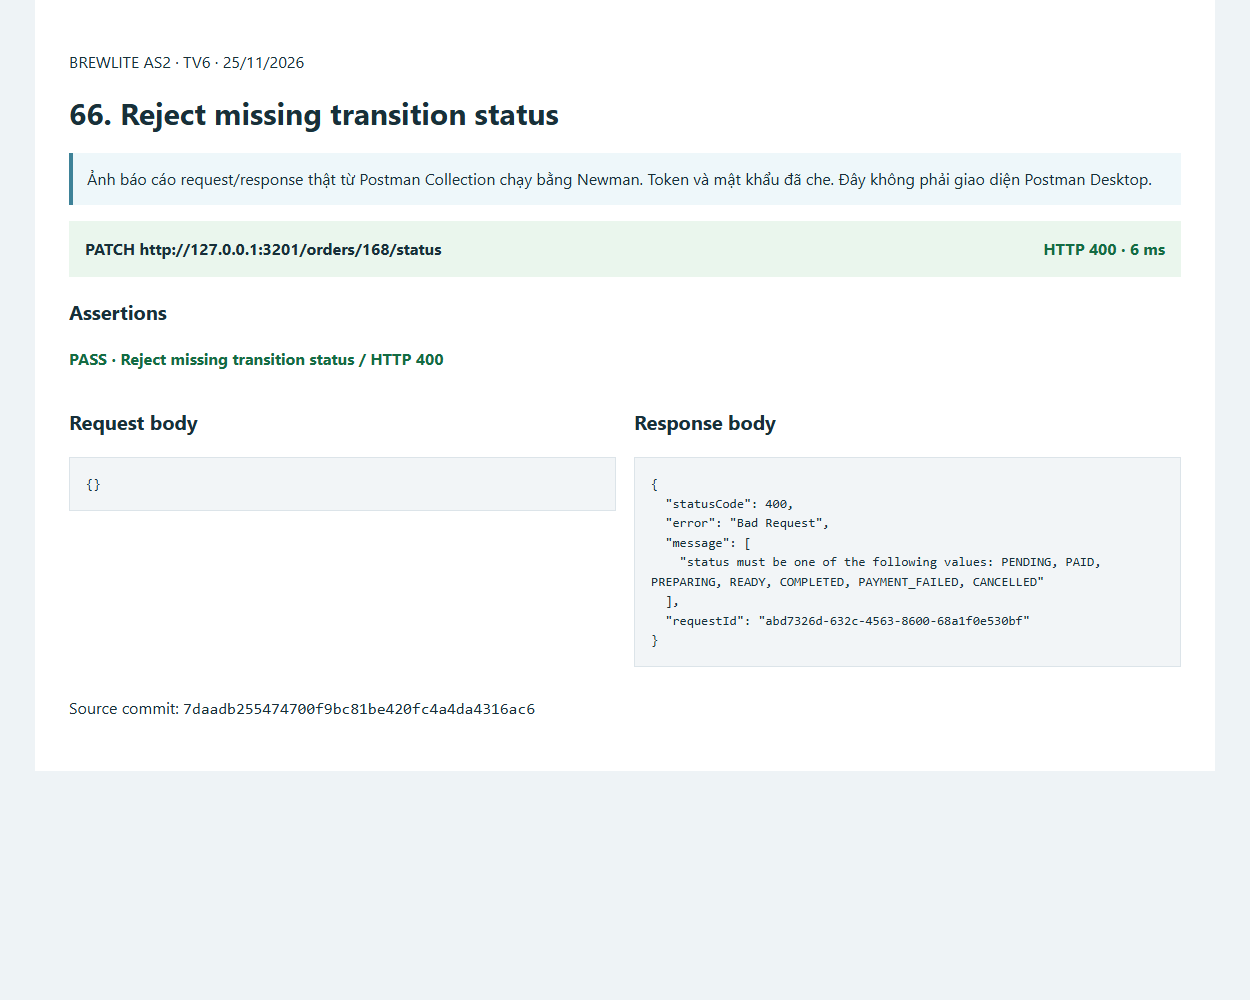 BREWLITE AS2 · TV6 · 25/11/2026
66. Reject missing transition status
Ảnh báo cáo request/response thật từ Postman Collection chạy bằng Newman. Token và mật khẩu đã che. Đây không phải giao diện Postman Desktop.
PATCH http://127.0.0.1:3201/orders/168/status
HTTP 400 · 6 ms
Assertions
PASS · Reject missing transition status / HTTP 400
Request body
{}
Response body
{
  "statusCode": 400,
  "error": "Bad Request",
  "message": [
    "status must be one of the following values: PENDING, PAID,
PREPARING, READY, COMPLETED, PAYMENT_FAILED, CANCELLED"
  ],
  "requestId": "abd7326d-632c-4563-8600-68a1f0e530bf"
}
Source commit: 7daadb255474700f9bc81be420fc4a4da4316ac6